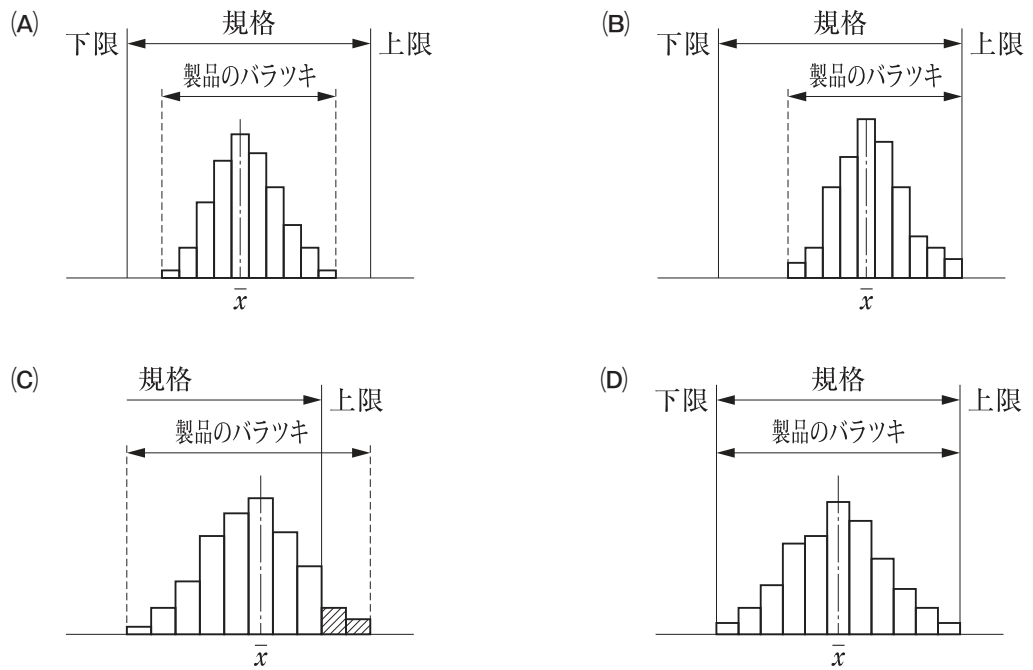 (A)
規格
下限
上限
製品のバラツキ
x̄
(B)
規格
下限
上限
製品のバラツキ
x̄
(C)
規格
上限
製品のバラツキ
x̄
(D)
規格
下限
上限
製品のバラツキ
x̄